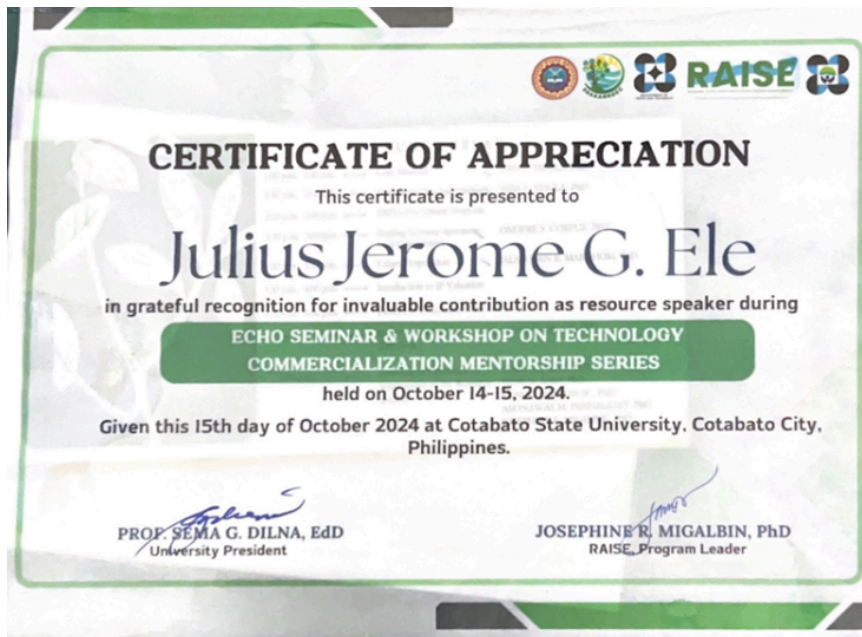 RAISE
CERTIFICATE OF APPRECIATION
This certificate is presented to
Julius Jerome G. Ele
in grateful recognition for invaluable contribution as resource speaker during
ECHO SEMINAR & WORKSHOP ON TECHNOLOGY
COMMERCIALIZATION MENTORSHIP SERIES
held on October 14-15, 2024.
Given this 15th day of October 2024 at Cotabato State University, Cotabato City,
Philippines.
PROF. SEMA G. DILNA, EdD
University President
JOSEPHINE R. MIGALBIN, PhD
RAISE Program Leader